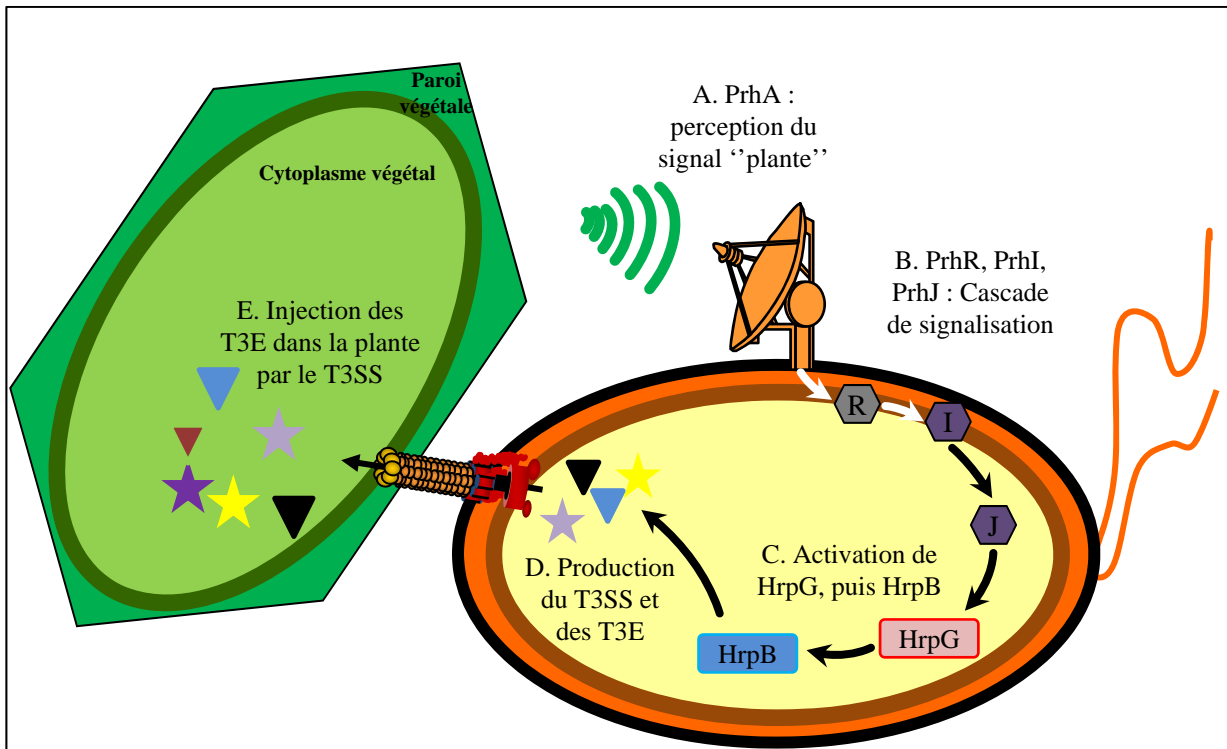 Paroi
végétale
Cytoplasme végétal
A. PrhA :
perception du
signal ‘’plante’’
B. PrhR, PrhI,
PrhJ : Cascade
de signalisation
E. Injection des
T3E dans la plante
par le T3SS
R
I
J
C. Activation de
HrpG, puis HrpB
D. Production
du T3SS et
des T3E
HrpG
HrpB